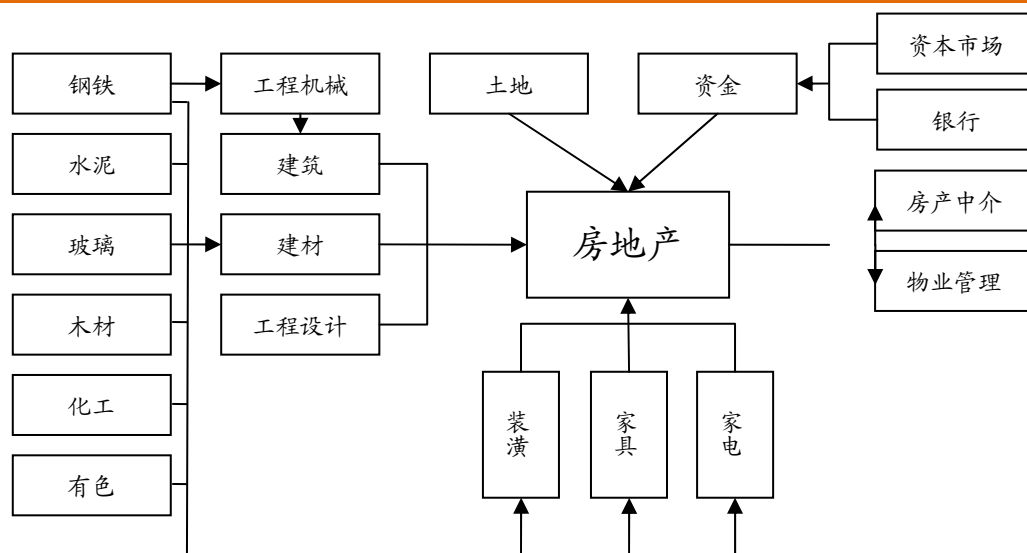 钢铁
工程机械
土地
资金
资本市场
银行
水泥
建筑
房产中介
玻璃
建材
房地产
物业管理
木材
工程设计
化工
装潢
家具
家电
有色